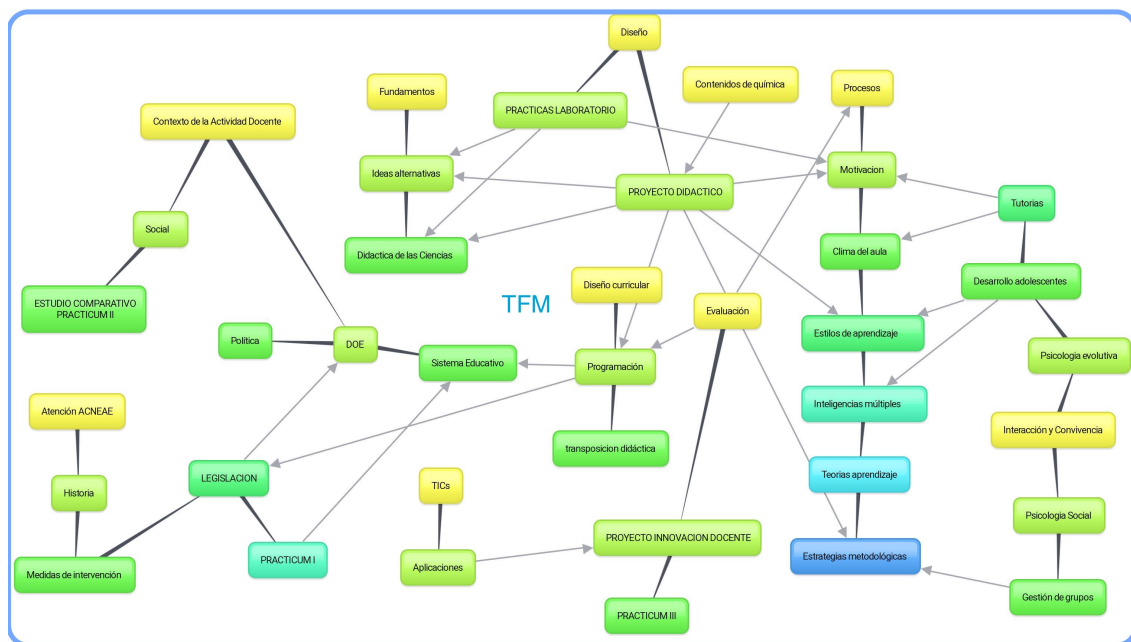 Diseño
Fundamentos
Contenidos de química
Procesos
PRACTICAS LABORATORIO
Contexto de la Actividad Docente
Ideas alternativas
Motivacion
PROYECTO DIDACTICO
Tutorias
Social
Didactica de las Ciencias
Clima del aula
Diseño curricular
Desarrollo adolescentes
ESTUDIO COMPARATIVO
PRACTICUM II
TFM
Evaluación
Estilos de aprendizaje
Política
DOE
Sistema Educativo
Programación
Psicologia evolutiva
Inteligencias múltiples
Atención ACNEAE
Interacción y Convivencia
transposicion didáctica
LEGISLACION
Teorias aprendizaje
Historia
TICs
Psicologia Social
PROYECTO INNOVACION DOCENTE
Medidas de intervención
PRACTICUM I
Aplicaciones
Estrategias metodológicas
Gestión de grupos
PRACTICUM III